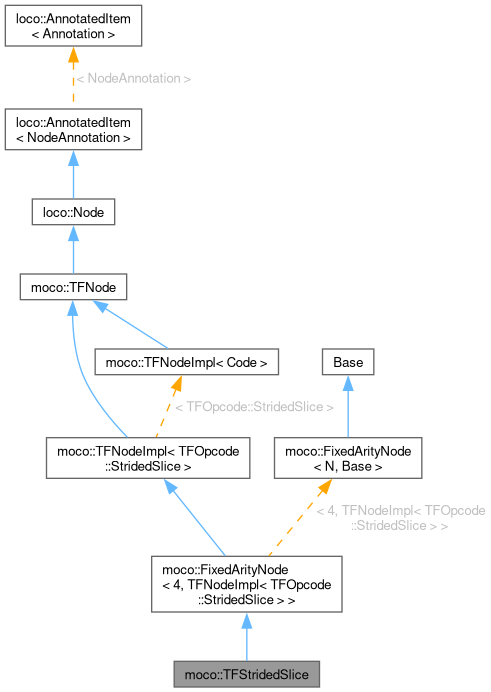 loco::AnnotatedItem
< Annotation >
< NodeAnnotation >
loco::AnnotatedItem
< NodeAnnotation >
loco::Node
moco::TFNode
moco::TFNodeImpl< Code >
Base
< TFOpcode::StridedSlice >
moco::TFNodeImpl< TFOpcode
::StridedSlice >
moco::FixedArityNode
< N, Base >
< 4, TFNodeImpl< TFOpcode
::StridedSlice > >
moco::FixedArityNode
< 4, TFNodeImpl< TFOpcode
::StridedSlice > >
moco::TFStridedSlice